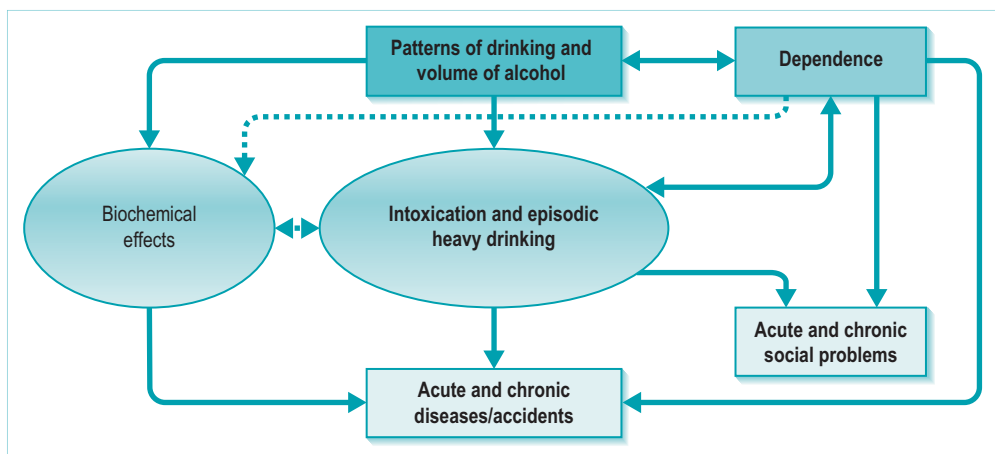 Patterns of drinking and
volume of alcohol
Dependence
Biochemical
effects
Intoxication and episodic
heavy drinking
Acute and chronic
social problems
Acute and chronic
diseases/accidents